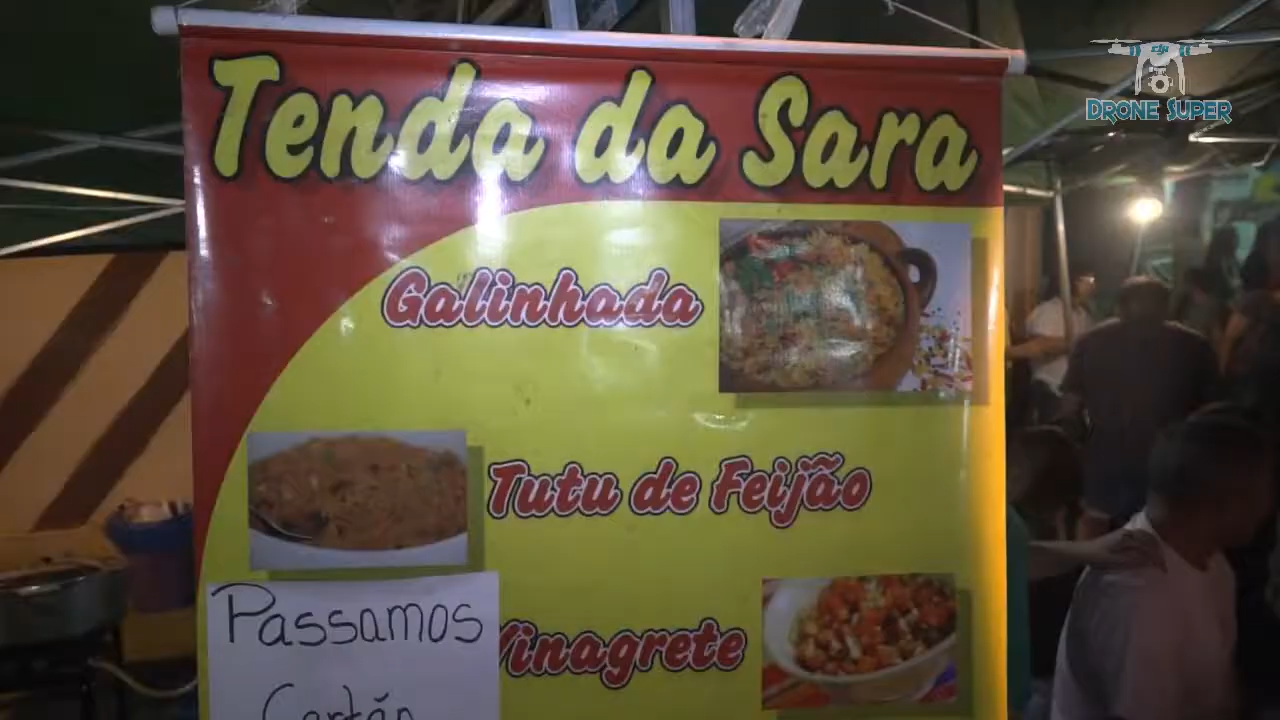 Tenda da Sara
DRONE SUPER
Galinhada
Tutu de Feijão
Passamos
Vinagrete